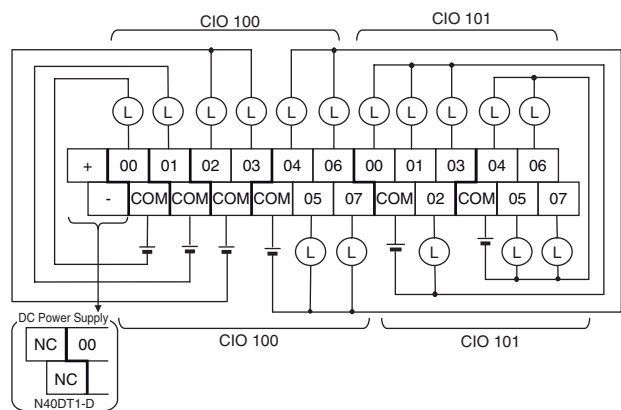 CIO 100 CIO 101
L L L L L L L L L L L
+ 00 01 02 03 04 06 00 01 03 04 06
- COM COM COM COM 05 07 COM 02 COM 05 07
L L L L L
DC Power Supply
NC 00
NC
N40DT1-D
CIO 100 CIO 101